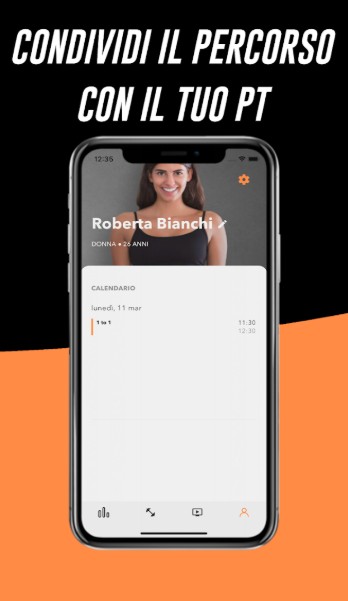 CONDIVIDI IL PERCORSO
CON IL TUO PT
12:35
Roberta Bianchi
DONNA • 26 ANNI
CALENDARIO
lunedì, 11 mar
1 to 1 11:30
12:30